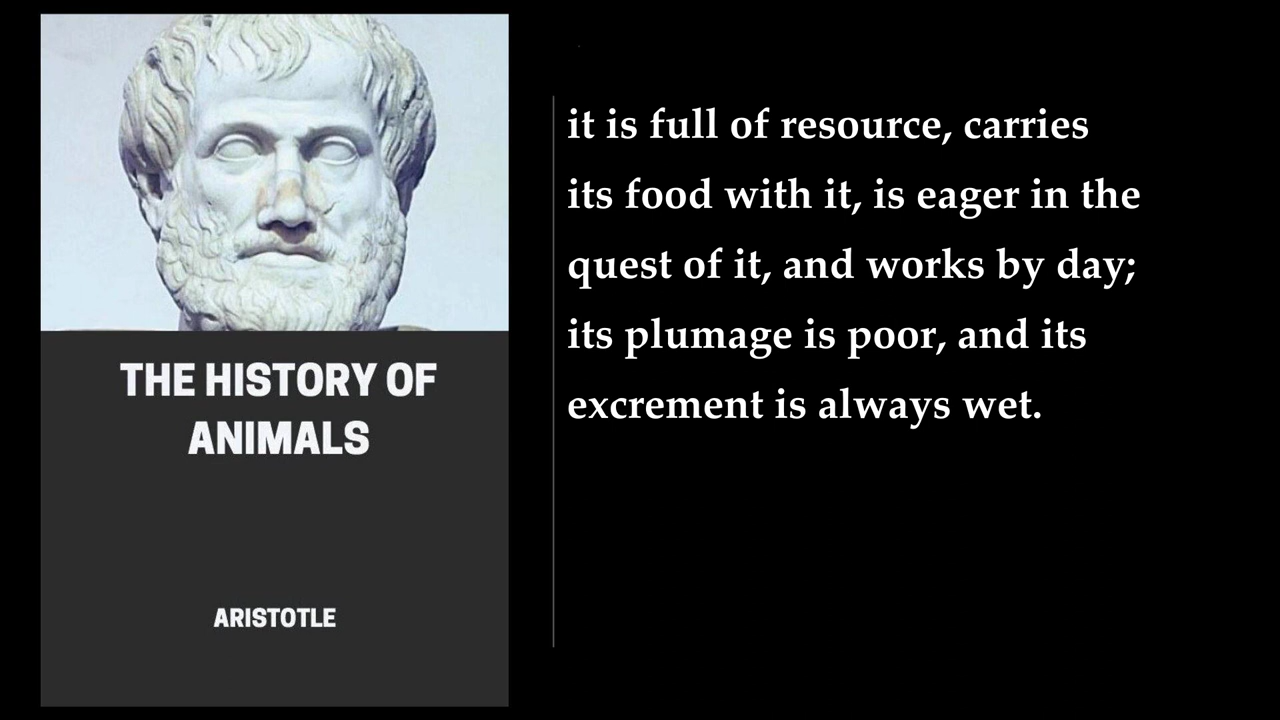 THE HISTORY OF
ANIMALS
ARISTOTLE
it is full of resource, carries
its food with it, is eager in the
quest of it, and works by day;
its plumage is poor, and its
excrement is always wet.